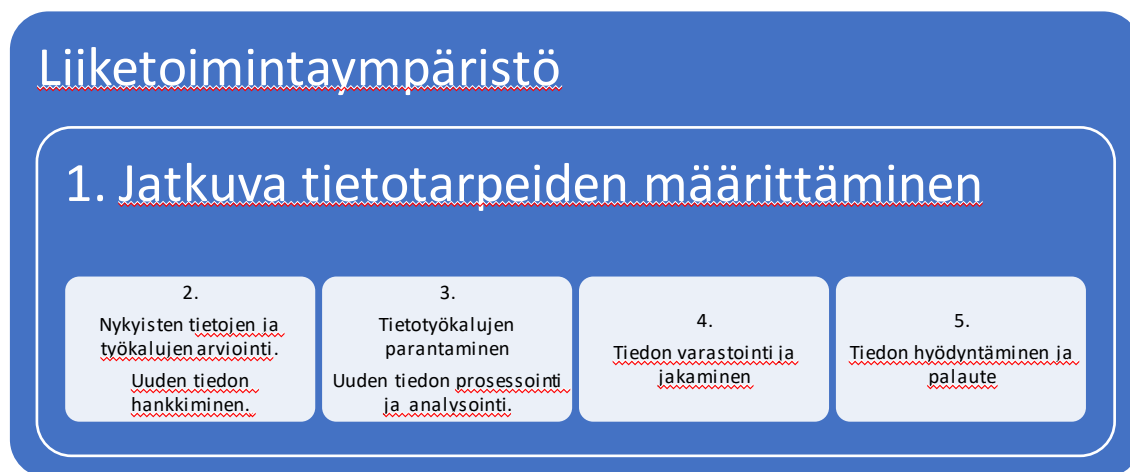 Liiketoimintaympäristö
1. Jatkuva tietotarpeiden määrittäminen
2.
Nykyisten tietojen ja
työkalujen arviointi.
Uuden tiedon
hankkiminen.
3.
Tietotyökalujen
parantaminen
Uuden tiedon prosessointi
ja analysointi.
4.
Tiedon varastointi ja
jakaminen
5.
Tiedon hyödyntäminen ja
palaute